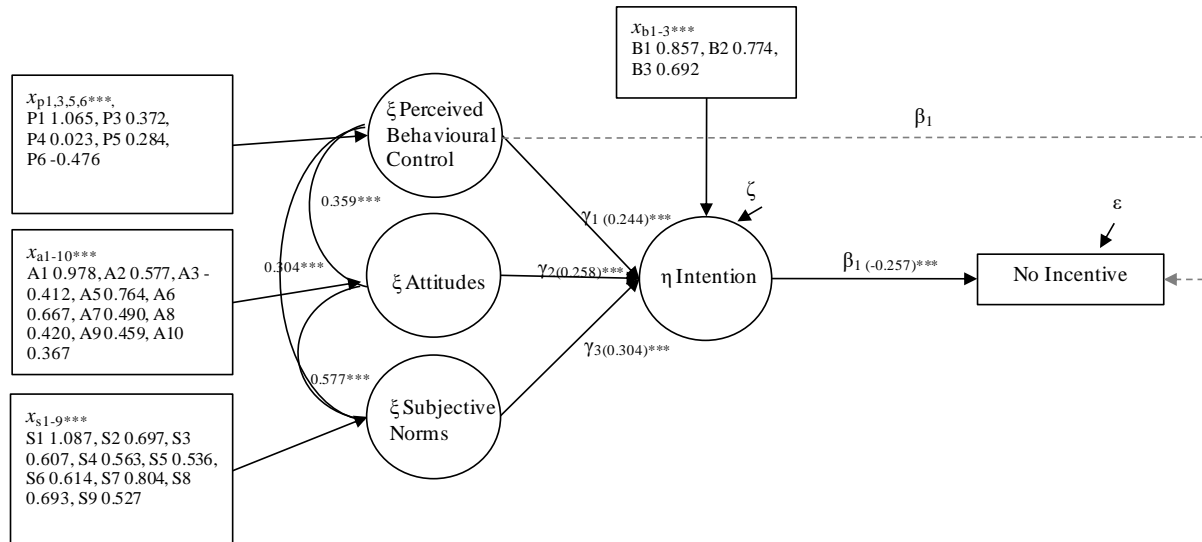 x_b1-3***
B1 0.857, B2 0.774,
B3 0.692
x_p1,3,5,6***,
P1 1.065, P3 0.372,
P4 0.023, P5 0.284,
P6 -0.476
ξ Perceived
Behavioural
Control
β1
0.359***
γ1 (0.244)***
ζ
ε
x_a1-10***
A1 0.978, A2 0.577, A3 -
0.412, A5 0.764, A6
0.667, A7 0.490, A8
0.420, A9 0.459, A10
0.367
0.304***
ξ Attitudes
γ2(0.258)***
η Intention
β1 (-0.257)***
No Incentive
γ3(0.304)***
0.577***
x_s1-9***
S1 1.087, S2 0.697, S3
0.607, S4 0.563, S5 0.536,
S6 0.614, S7 0.804, S8
0.693, S9 0.527
ξ Subjective
Norms